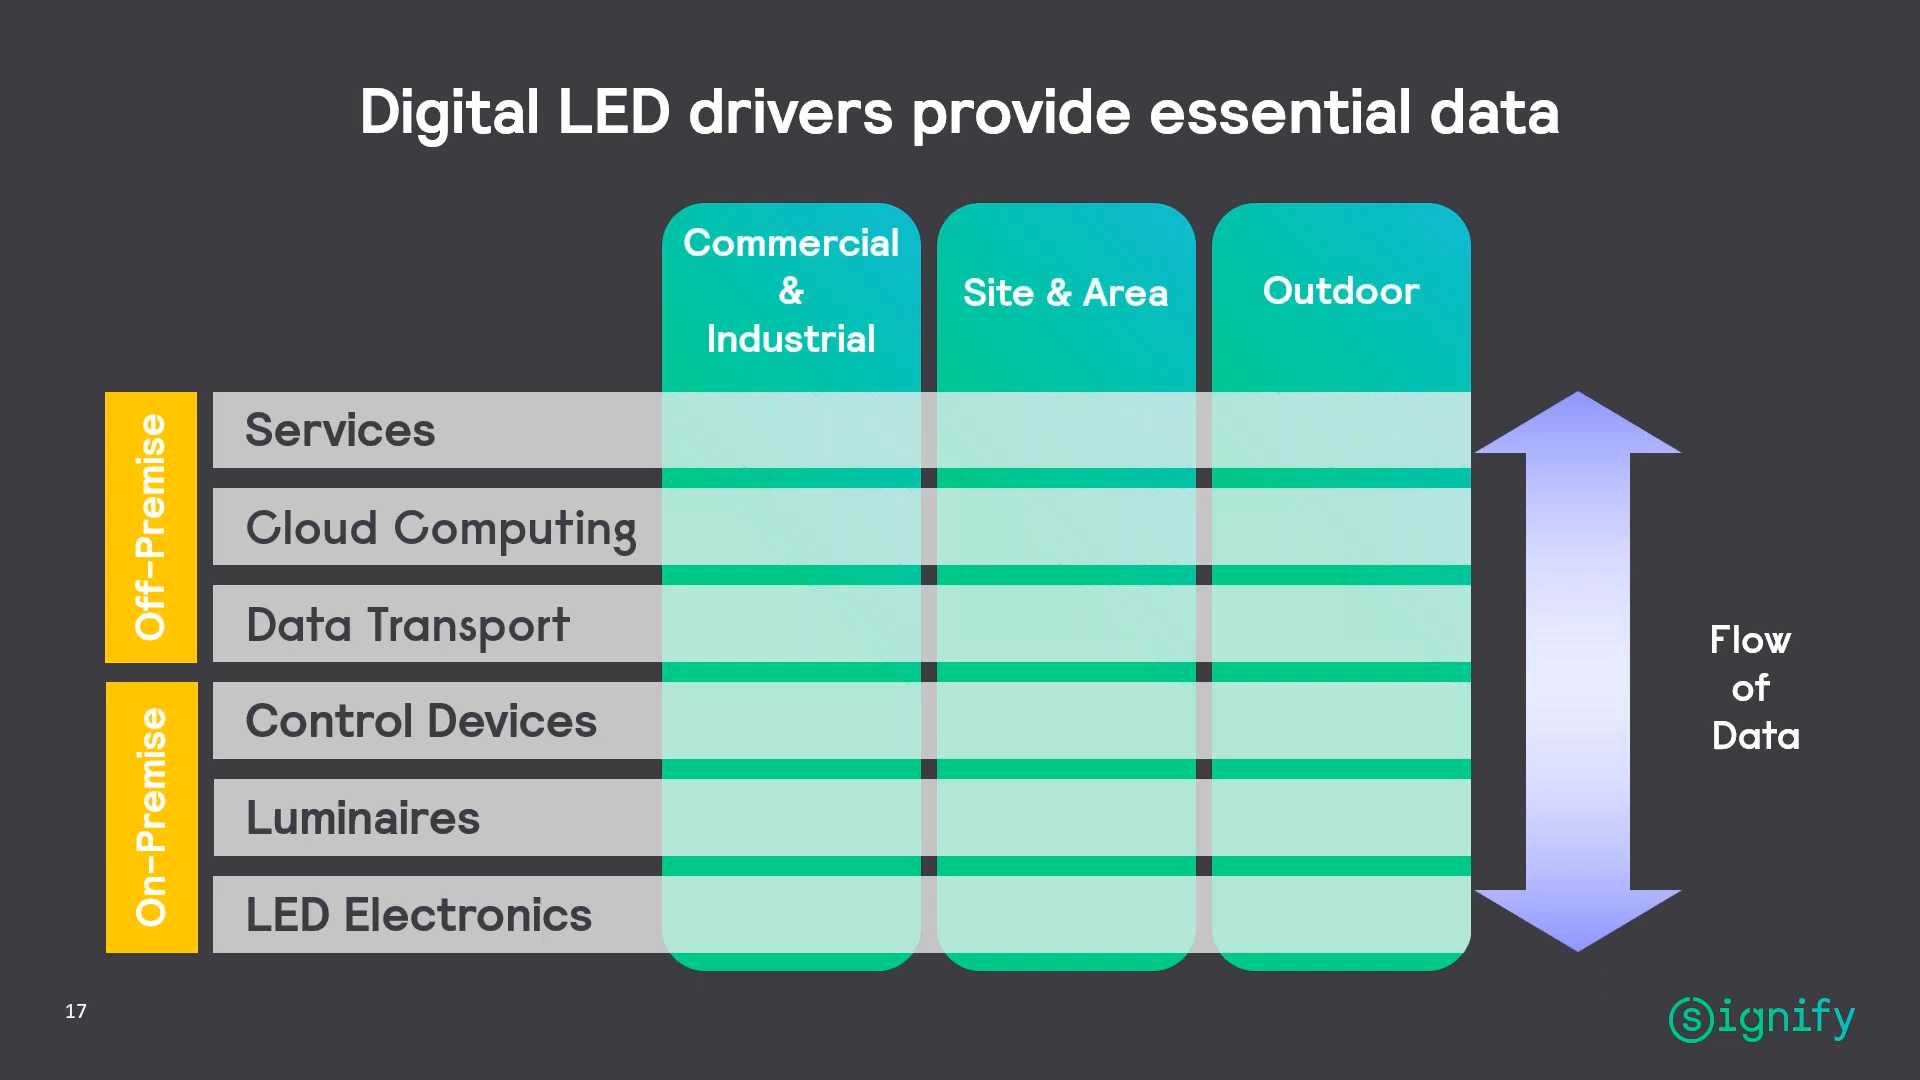 Digital LED drivers provide essential data
Commercial
&
Industrial
Site & Area
Outdoor
Off-Premise
Services
Cloud Computing
Data Transport
On-Premise
Control Devices
Luminaires
LED Electronics
Flow
of
Data
17
Signify